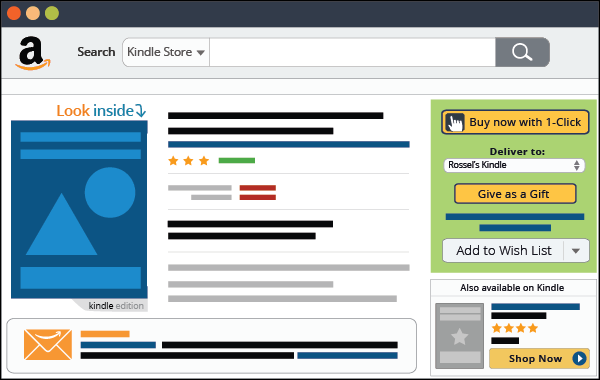 a
Search
Kindle Store
Look inside
Buy now with 1-Click
Deliver to:
Rossel's Kindle
Give as a Gift
Add to Wish List
kindle edition
Also available on Kindle
Shop Now